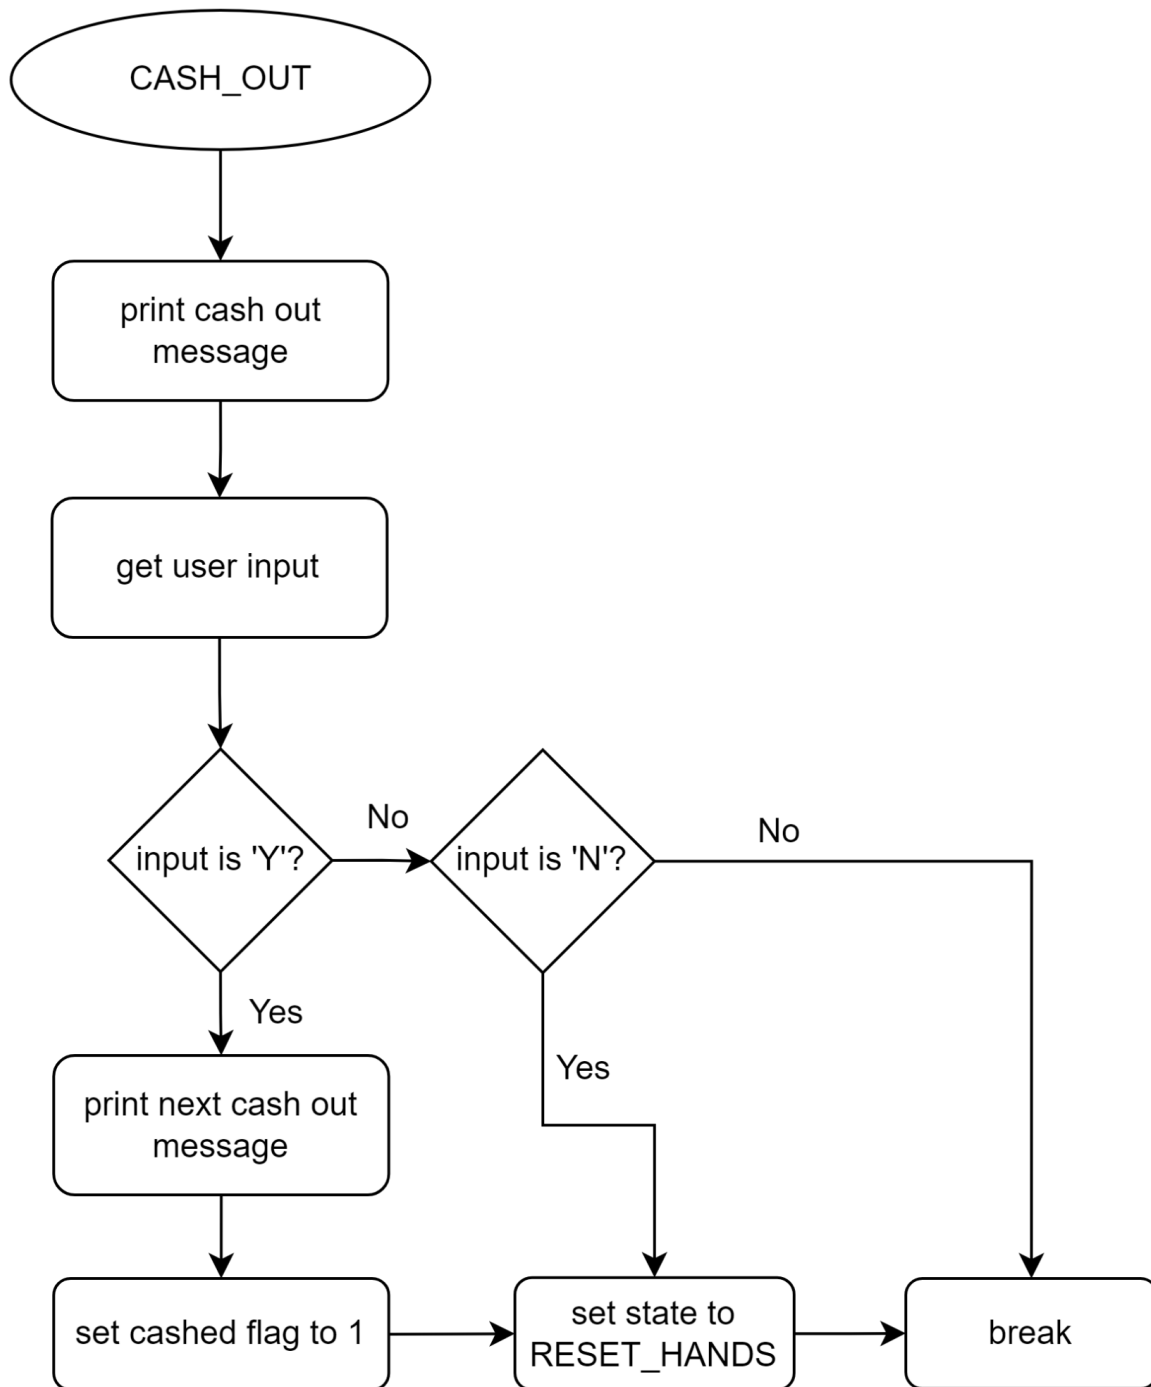 CASH_OUT
print cash out
message
get user input
input is 'Y'?
No
input is 'N'?
No
Yes
Yes
print next cash out
message
set cashed flag to 1
set state to
RESET_HANDS
break